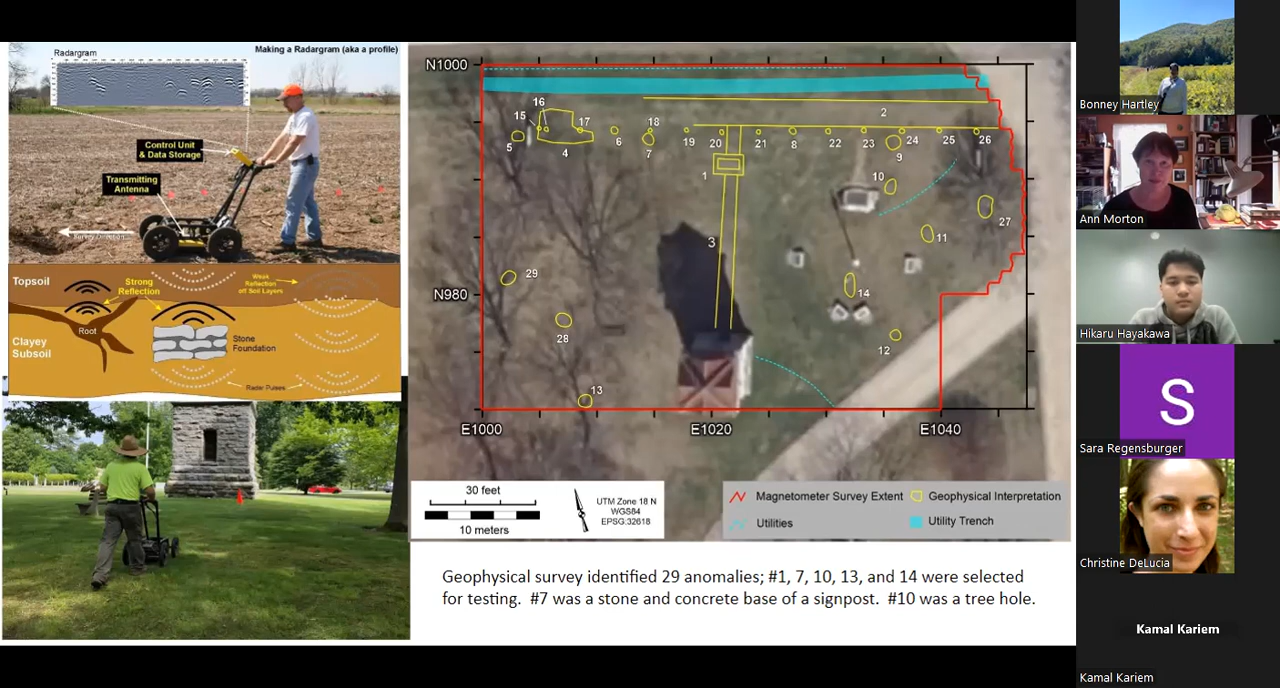 Radargram
Making a Radargram (aka a profile)
Control Unit
& Data Storage
Transmitting
Antenna
Survey Direction
Topsoil
Strong
Reflection
Weak
Reflection
off Soil Layers
Root
Clayey
Subsoil
Stone
Foundation
Radar Pulses
N1000
16
15
17
18
2
5
4
6
7
19
20
21
8
22
23
24
9
25
26
1
10
27
3
11
29
N980
14
28
12
13
E1000
E1020
E1040
30 feet
10 meters
UTM Zone 18 N
WGS84
EPSG:32618
Magnetometer Survey Extent
Geophysical Interpretation
Utilities
Utility Trench
Geophysical survey identified 29 anomalies; #1, 7, 10, 13, and 14 were selected
for testing.  #7 was a stone and concrete base of a signpost.  #10 was a tree hole.
Bonney Hartley
Ann Morton
Hikaru Hayakawa
S
Sara Regensburger
Christine DeLucia
Kamal Kariem
Kamal Kariem